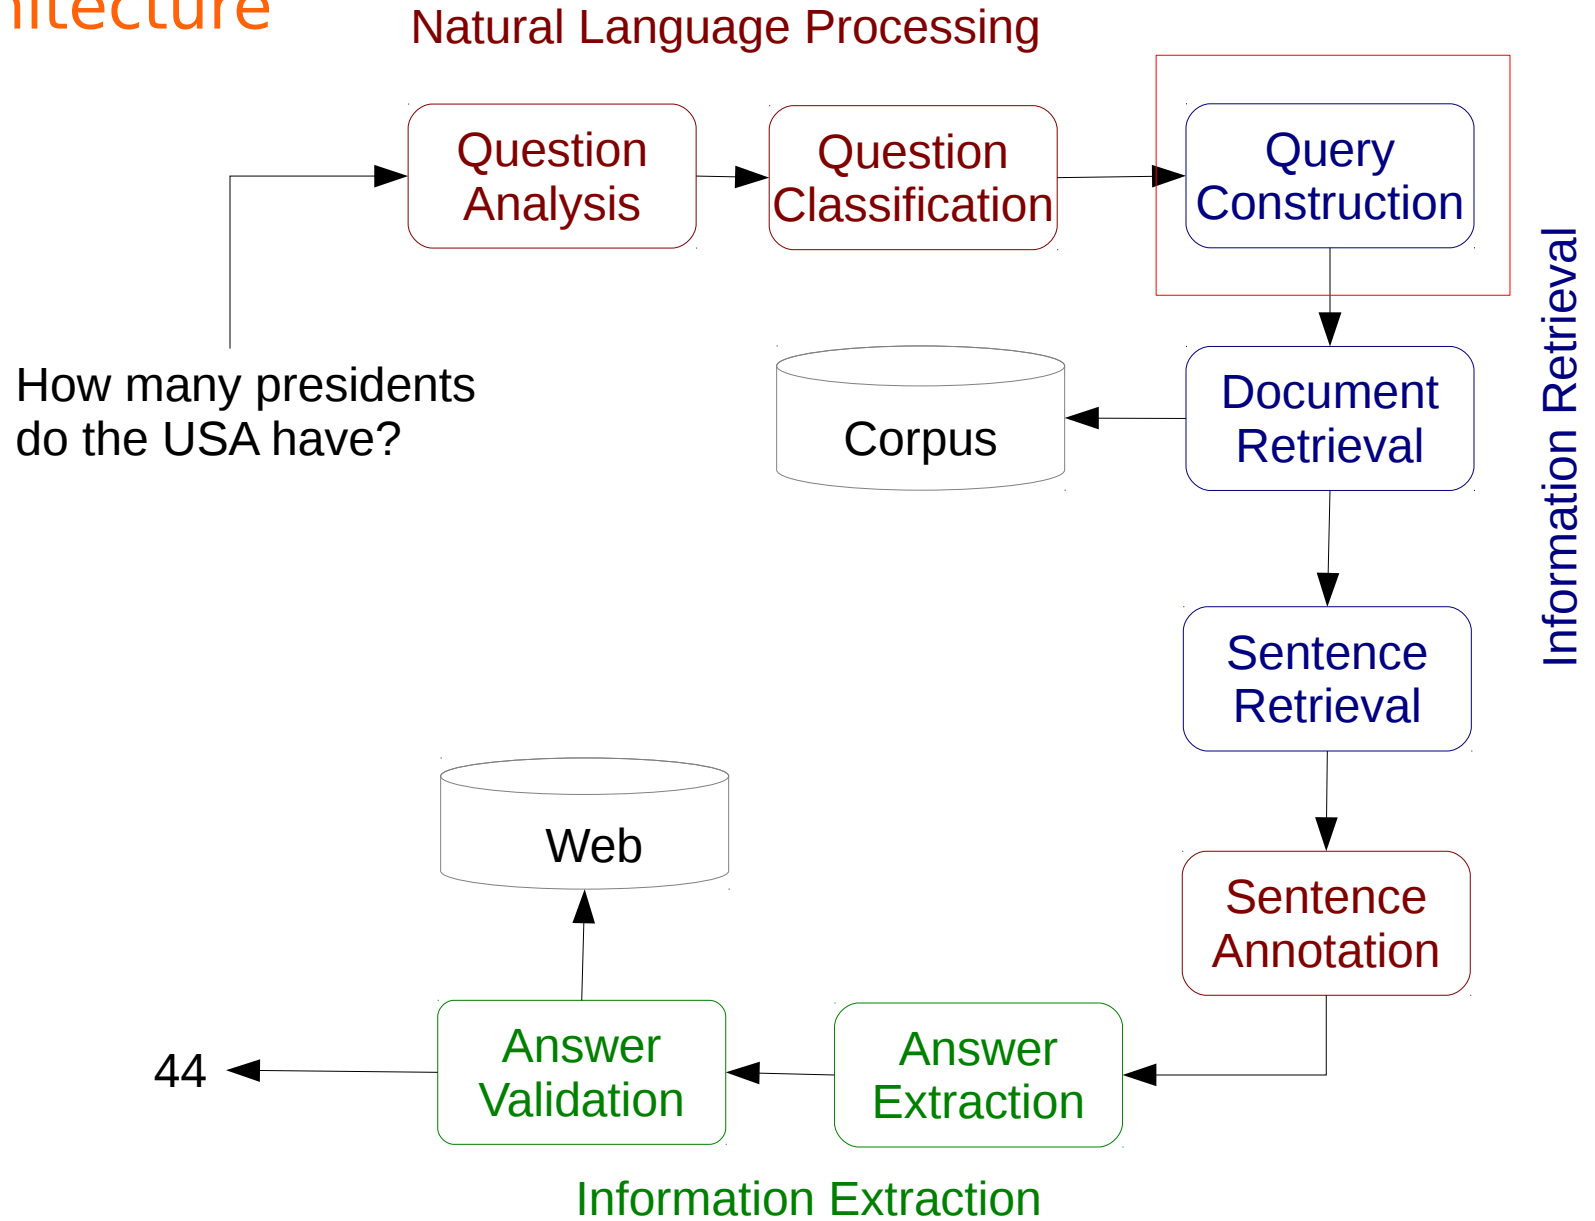 Natural Language Processing
Question
Analysis
Question
Classification
Query
Construction
Information Retrieval
How many presidents
do the USA have?
Corpus
Document
Retrieval
Sentence
Retrieval
Web
Sentence
Annotation
44
Answer
Validation
Answer
Extraction
Information Extraction